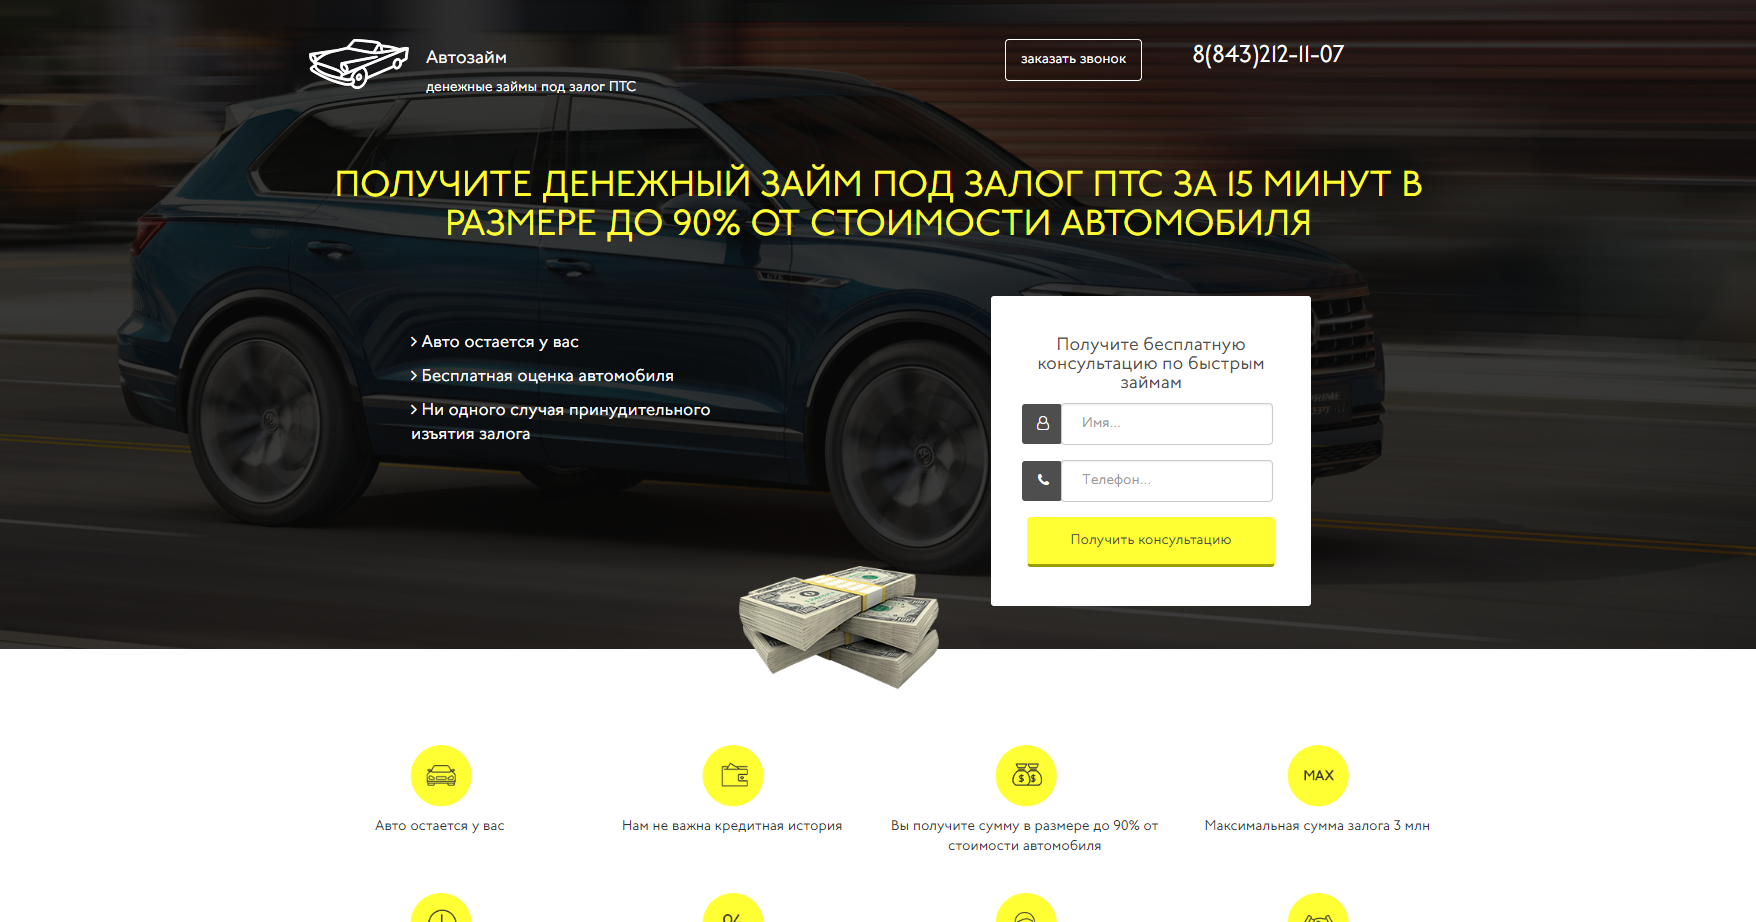 Автозайм
денежные займы под залог ПТС
заказать звонок
8(843)212-11-07
ПОЛУЧИТЕ ДЕНЕЖНЫЙ ЗАЙМ ПОД ЗАЛОГ ПТС ЗА 15 МИНУТ В
РАЗМЕРЕ ДО 90% ОТ СТОИМОСТИ АВТОМОБИЛЯ
Авто остается у вас
Бесплатная оценка автомобиля
Ни одного случая принудительного
изъятия залога
Получите бесплатную
консультацию по быстрым
займам
Имя...
Телефон...
Получить консультацию
MAX
Авто остается у вас
Нам не важна кредитная история
Вы получите сумму в размере до 90% от
стоимости автомобиля
Максимальная сумма залога 3 млн
%